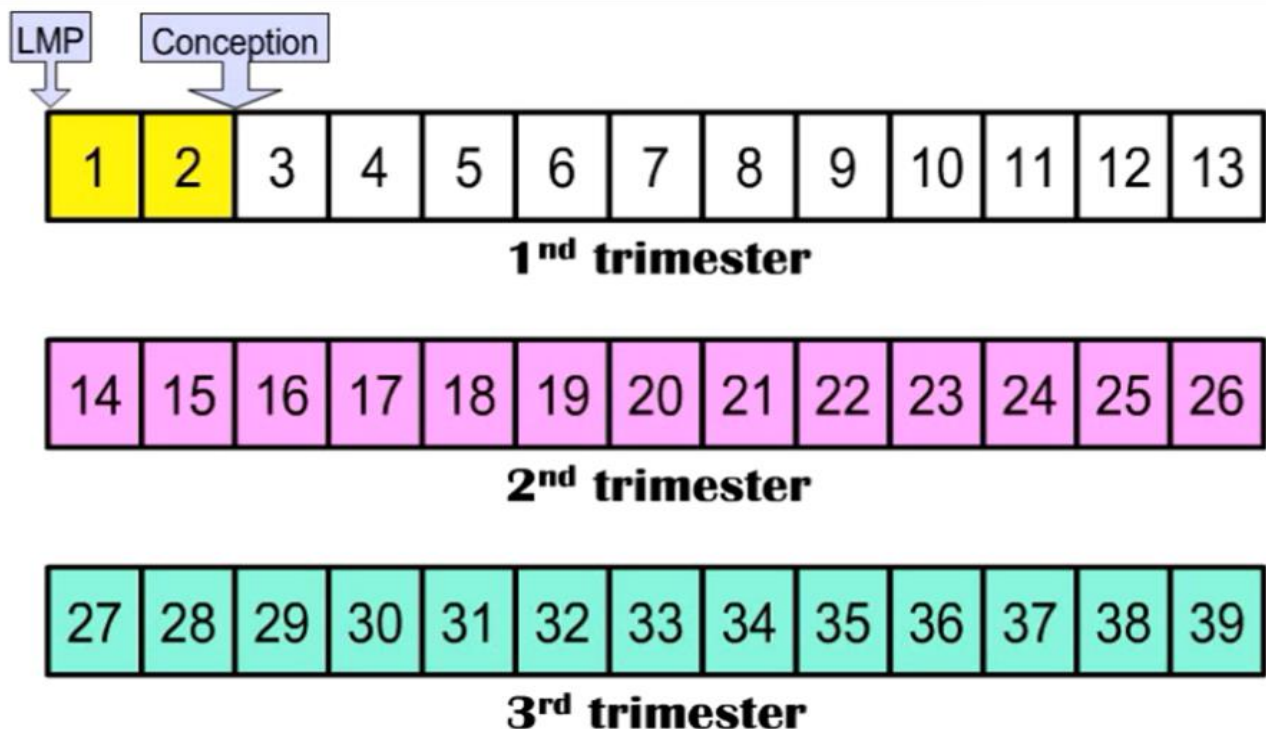 LMP Conception
1 2 3 4 5 6 7 8 9 10 11 12 13
1nd trimester
14 15 16 17 18 19 20 21 22 23 24 25 26
2nd trimester
27 28 29 30 31 32 33 34 35 36 37 38 39
3rd trimester